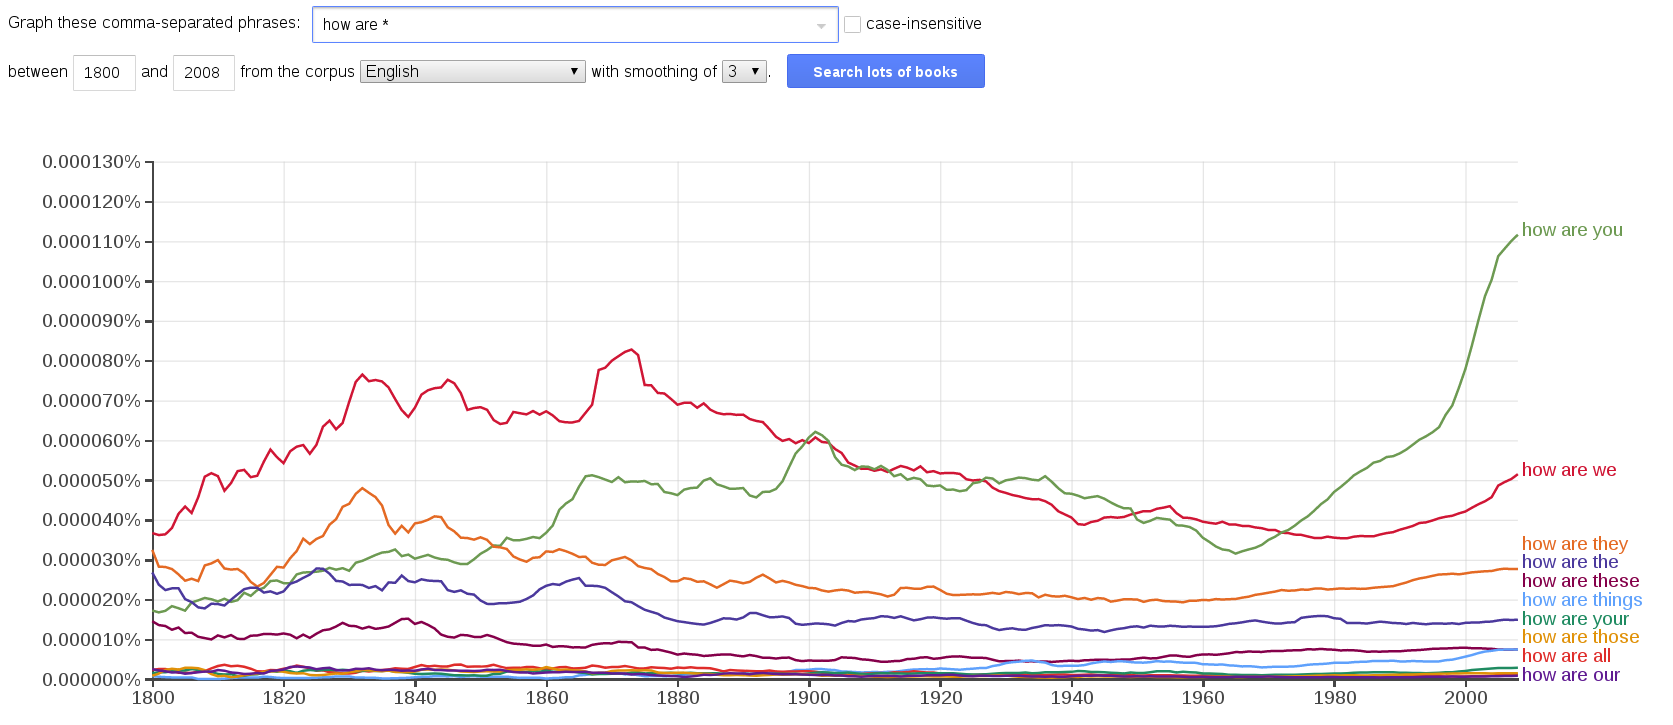 Graph these comma-separated phrases: how are * case-insensitive
between 1800 and 2008 from the corpus English with smoothing of 3 . Search lots of books
0.000130%
0.000120%
0.000110%
how are you
0.000100%
0.000090%
0.000080%
0.000070%
0.000060%
how are we
0.000050%
0.000040%
how are they
0.000030%
how are the
how are these
0.000020%
how are things
how are your
0.000010%
how are those
how are all
0.000000%
how are our
1800 1820 1840 1860 1880 1900 1920 1940 1960 1980 2000